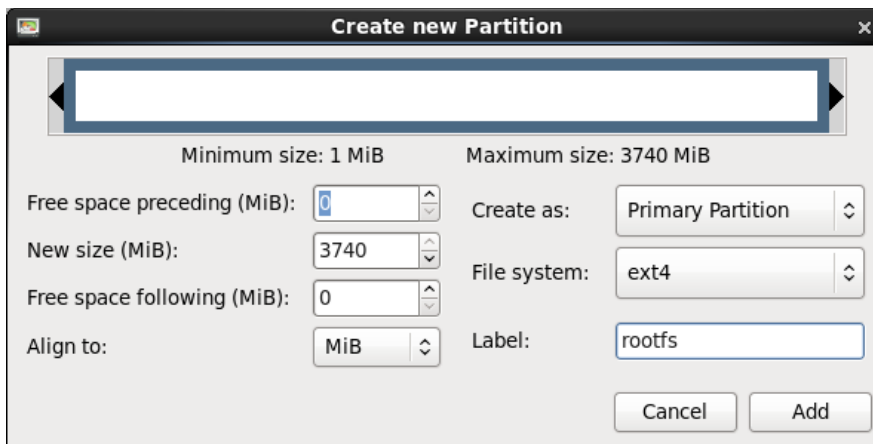 Create new Partition
Minimum size: 1 MiB Maximum size: 3740 MiB
Free space preceding (MiB): 0
New size (MiB): 3740
Free space following (MiB): 0
Align to: MiB
Create as: Primary Partition
File system: ext4
Label: rootfs
Cancel Add